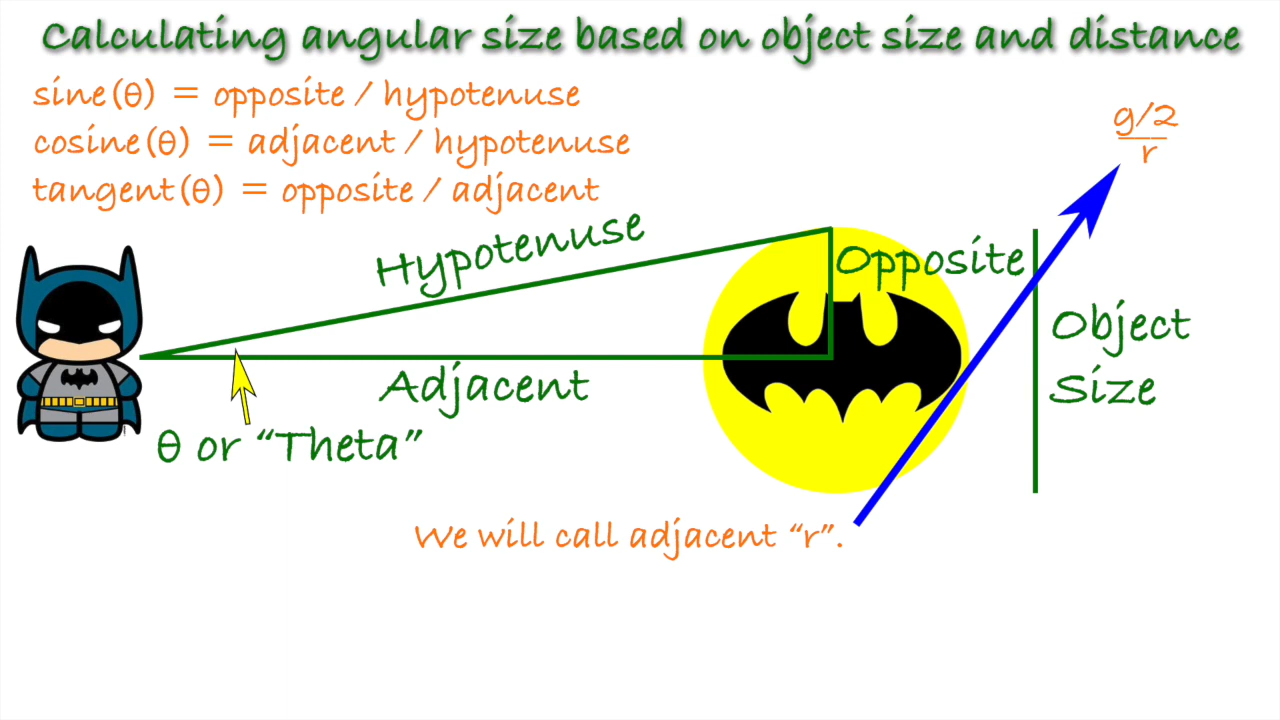 Calculating angular size based on object size and distance
sine(θ) = opposite / hypotenuse
cosine(θ) = adjacent / hypotenuse
tangent(θ) = opposite / adjacent
g/2
r
Hypotenuse
Opposite
Object
Size
Adjacent
θ or “Theta”
We will call adjacent “r”.